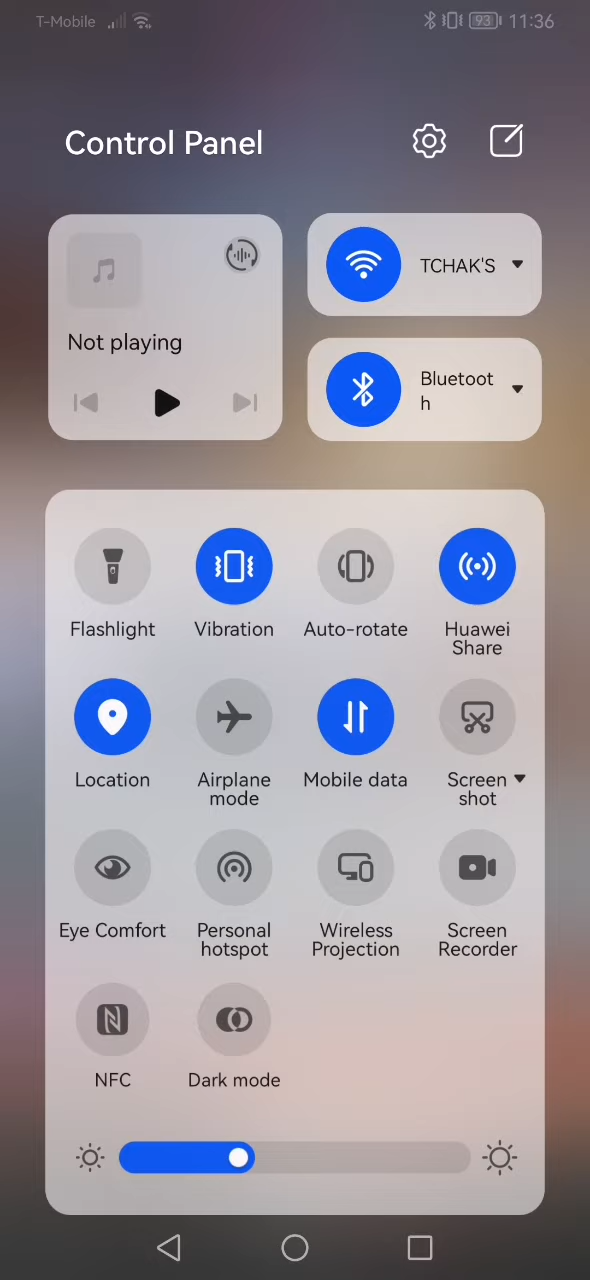 T-Mobile 93 11:36
Control Panel
Not playing
TCHAK'S
Bluetoot
h
Flashlight Vibration Auto-rotate Huawei
Share
Location Airplane Mobile data Screen
mode shot
Eye Comfort Personal Wireless Screen
hotspot Projection Recorder
NFC Dark mode